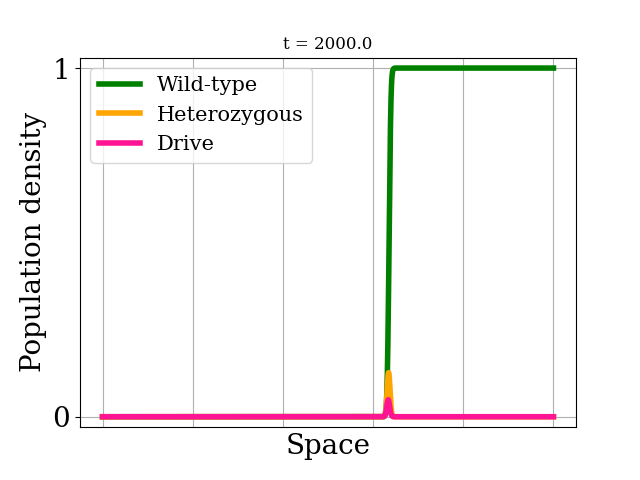 t = 2000.0
1
Wild-type
Heterozygous
Drive
Population density
0
Space